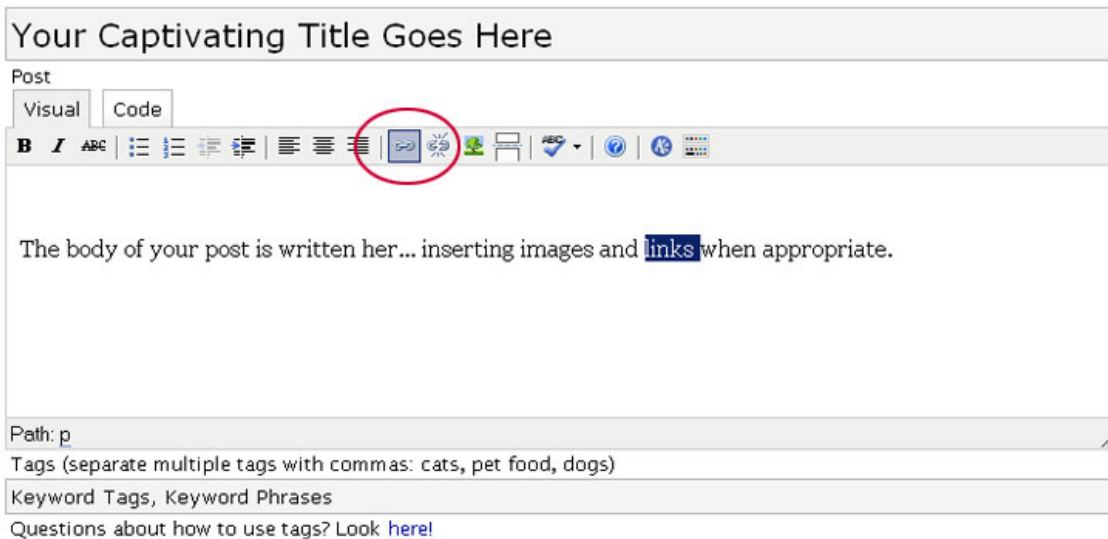 Your Captivating Title Goes Here
Post
Visual Code
B I ABC ABC
The body of your post is written her... inserting images and links when appropriate.
Path: p
Tags (separate multiple tags with commas: cats, pet food, dogs)
Keyword Tags, Keyword Phrases
Questions about how to use tags? Look here!